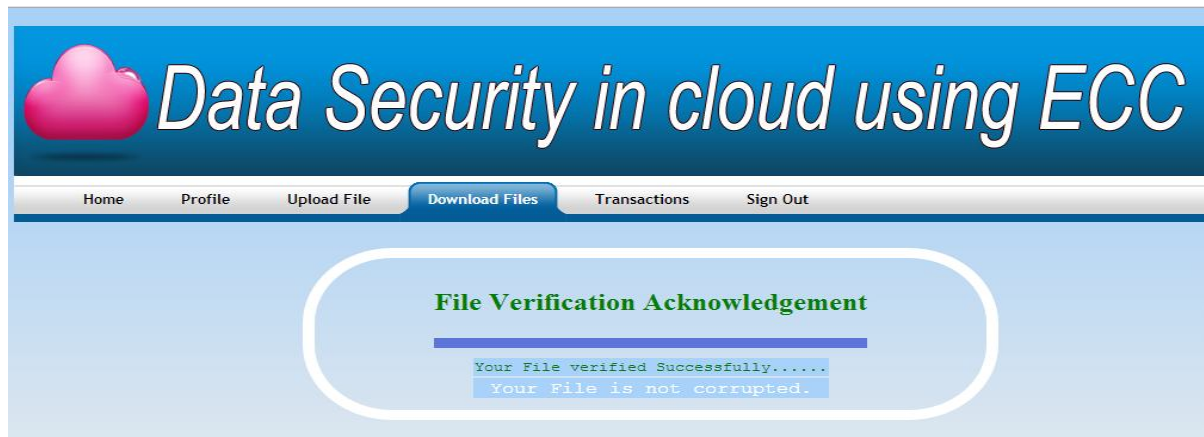 Data Security in cloud using ECC
Home Profile Upload File Download Files Transactions Sign Out
File Verification Acknowledgement
Your File verified Successfully......
Your File is not corrupted.